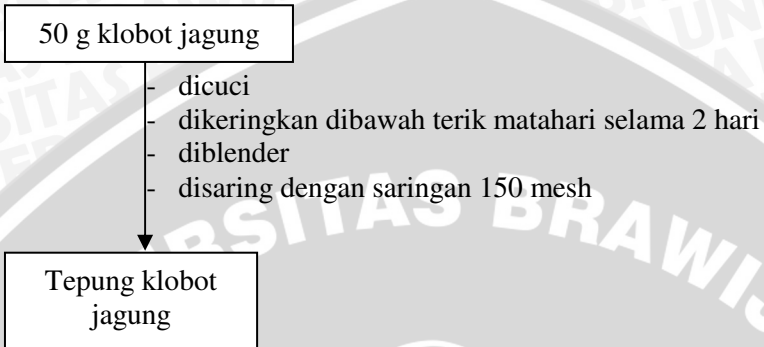 50 g klobot jagung
- dicuci
- dikeringkan dibawah terik matahari selama 2 hari
- diblender
- disaring dengan saringan 150 mesh
Tepung klobot
jagung